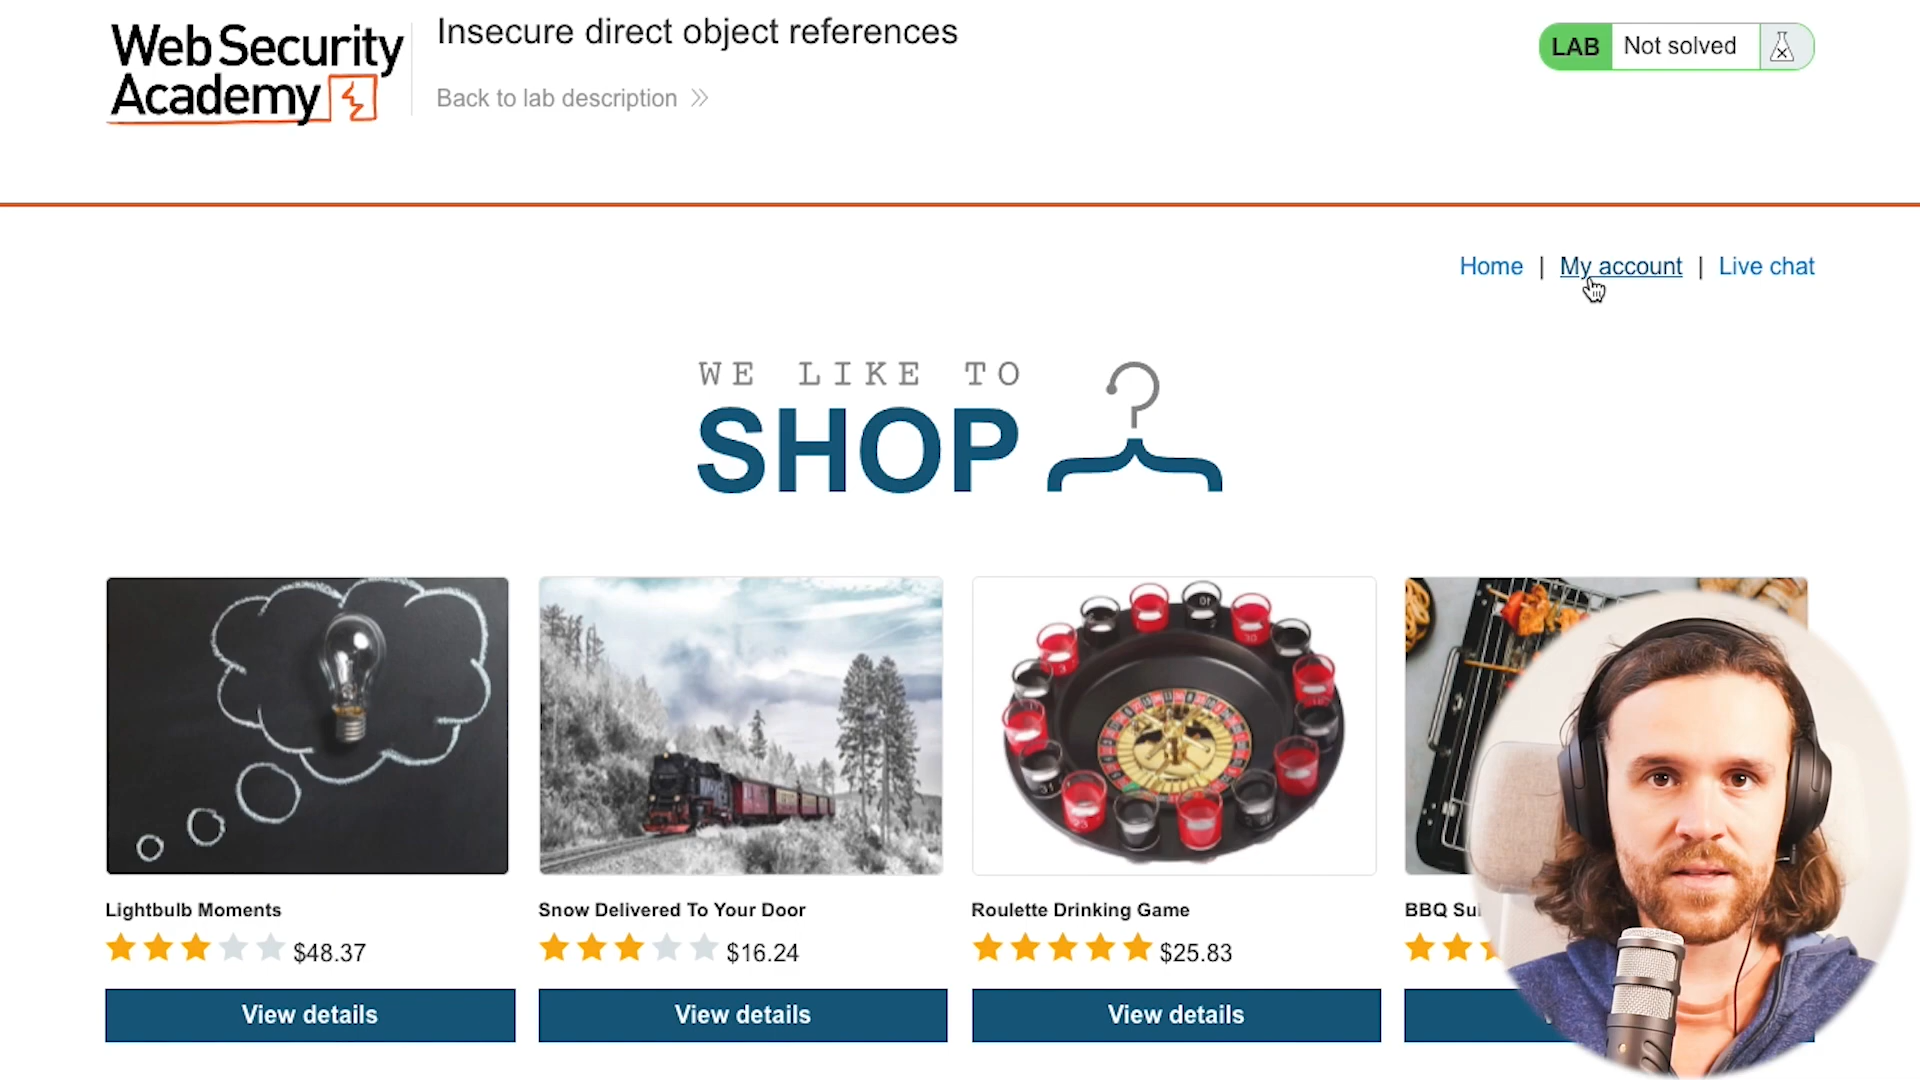 Web Security
Academy
Insecure direct object references
Back to lab description
LAB Not solved
Home | My account | Live chat
WE LIKE TO
SHOP
Lightbulb Moments
Snow Delivered To Your Door
Roulette Drinking Game
BBQ
$48.37
$16.24
$25.83
View details
View details
View details